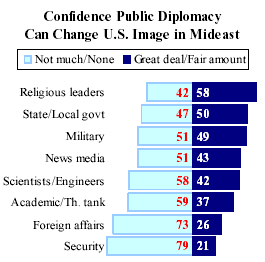 Confidence Public Diplomacy
Can Change U.S. Image in Mideast
Not much/None Great deal/Fair amount
Religious leaders 42 58
State/Local govt 47 50
Military 51 49
News media 51 43
Scientists/Engineers 58 42
Academic/Th. tank 59 37
Foreign affairs 73 26
Security 79 21